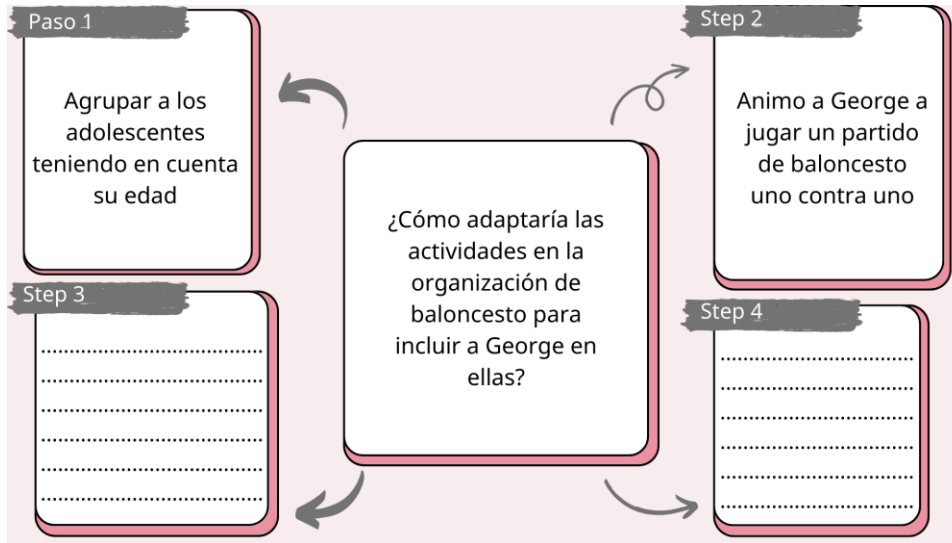 Paso 1
Agrupar a los
adolescentes
teniendo en cuenta
su edad
Step 2
Animo a George a
jugar un partido
de baloncesto
uno contra uno
¿Cómo adaptaría las
actividades en la
organización de
baloncesto para
incluir a George en
ellas?
Step 3
Step 4